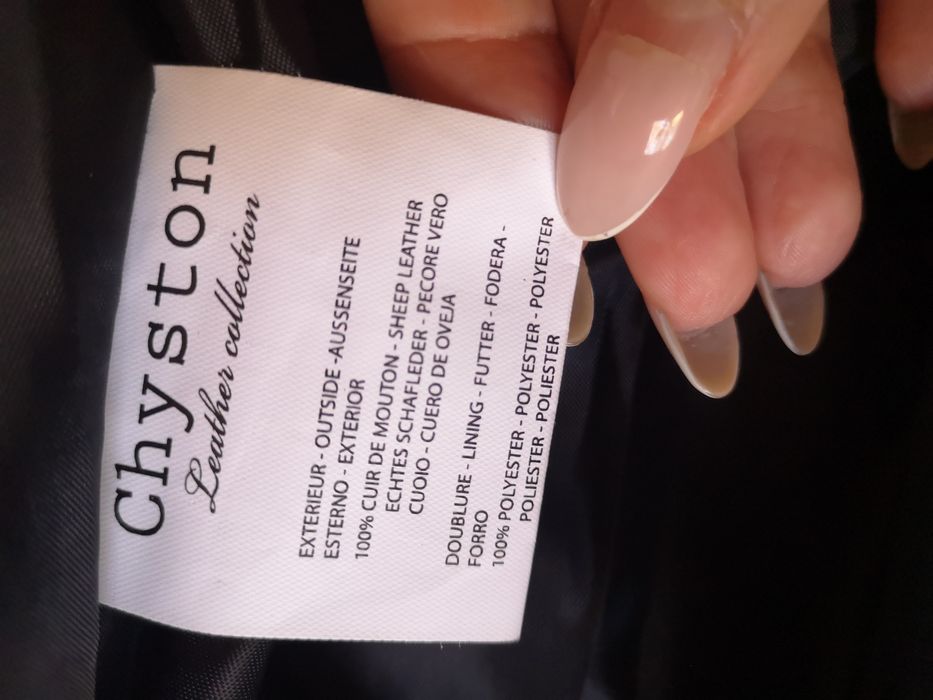 Chyston
Leather collection
EXTERIEUR - OUTSIDE -AUSSENSEITE
ESTERNO - EXTERIOR
100% CUIR DE MOUTON - SHEEP LEATHER
ECHTES SCHAFLEDER - PECORE VERO
CUOIO - CUERO DE OVEJA
DOUBLURE - LINING - FUTTER - FODERA -
FORRO
100% POLYESTER - POLYESTER - POLYESTER
POLIESTER - POLIESTER